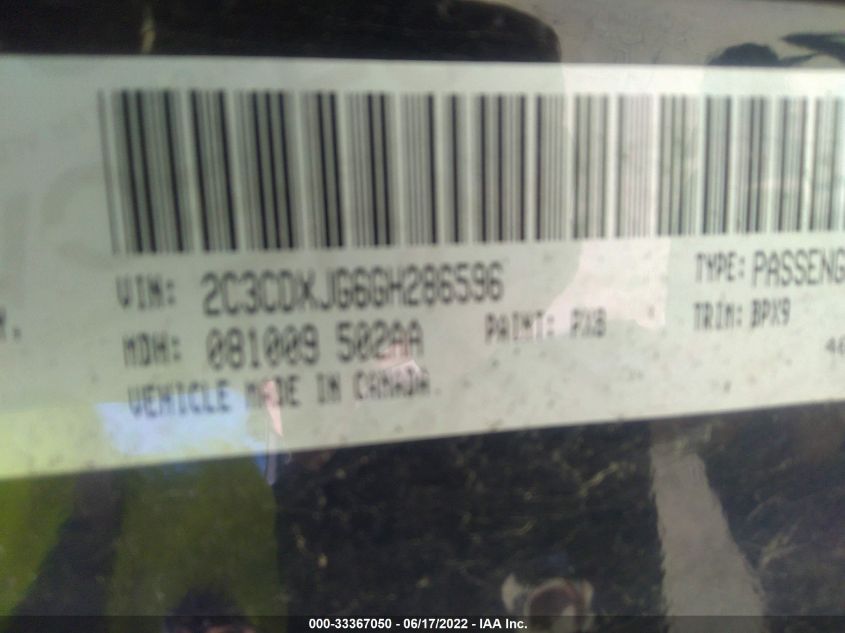 VIN: 2C3CDXJG6GH286596 TYPE: PASSENG
MDH: 081009 502AA PAINT: PXB TRIM: BPX9
VEHICLE MADE IN CANADA
000-33367050 - 06/17/2022 - IAA Inc.